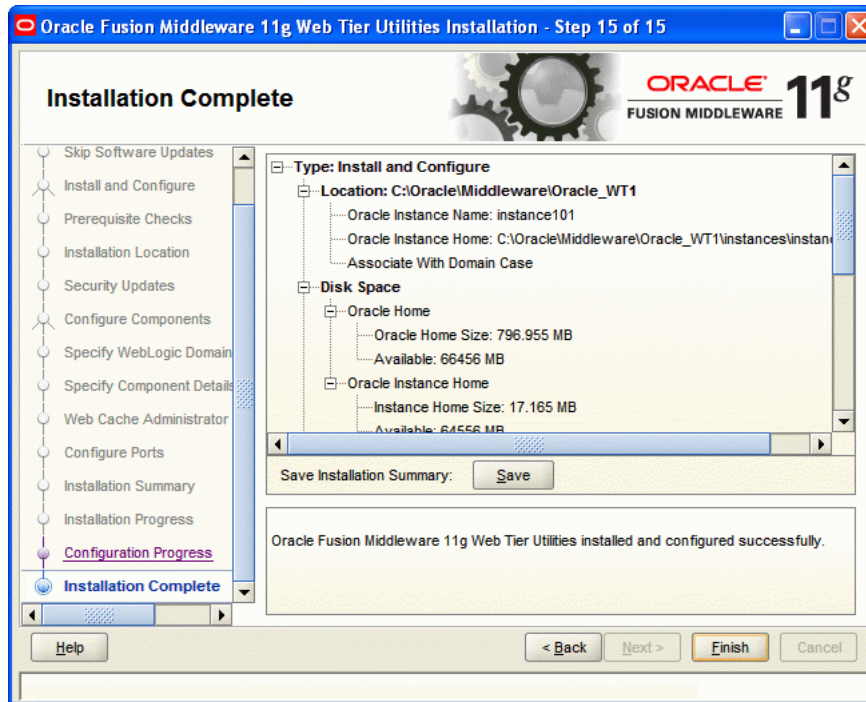 Oracle Fusion Middleware 11g Web Tier Utilities Installation - Step 15 of 15
Installation Complete
ORACLE
FUSION MIDDLEWARE
11g
Skip Software Updates
Install and Configure
Prerequisite Checks
Installation Location
Security Updates
Configure Components
Specify WebLogic Domain
Specify Component Details
Web Cache Administrator
Configure Ports
Installation Summary
Installation Progress
Configuration Progress
Installation Complete
Type: Install and Configure
Location: C:\Oracle\Middleware\Oracle_WT1
Oracle Instance Name: instance101
Oracle Instance Home: C:\Oracle\Middleware\Oracle_WT1\instances\instan
Associate With Domain Case
Disk Space
Oracle Home
Oracle Home Size: 796.955 MB
Available: 66456 MB
Oracle Instance Home
Instance Home Size: 17.165 MB
Available: 64556 MB
Save Installation Summary:
Save
Oracle Fusion Middleware 11g Web Tier Utilities installed and configured successfully.
Help
< Back
Next >
Finish
Cancel